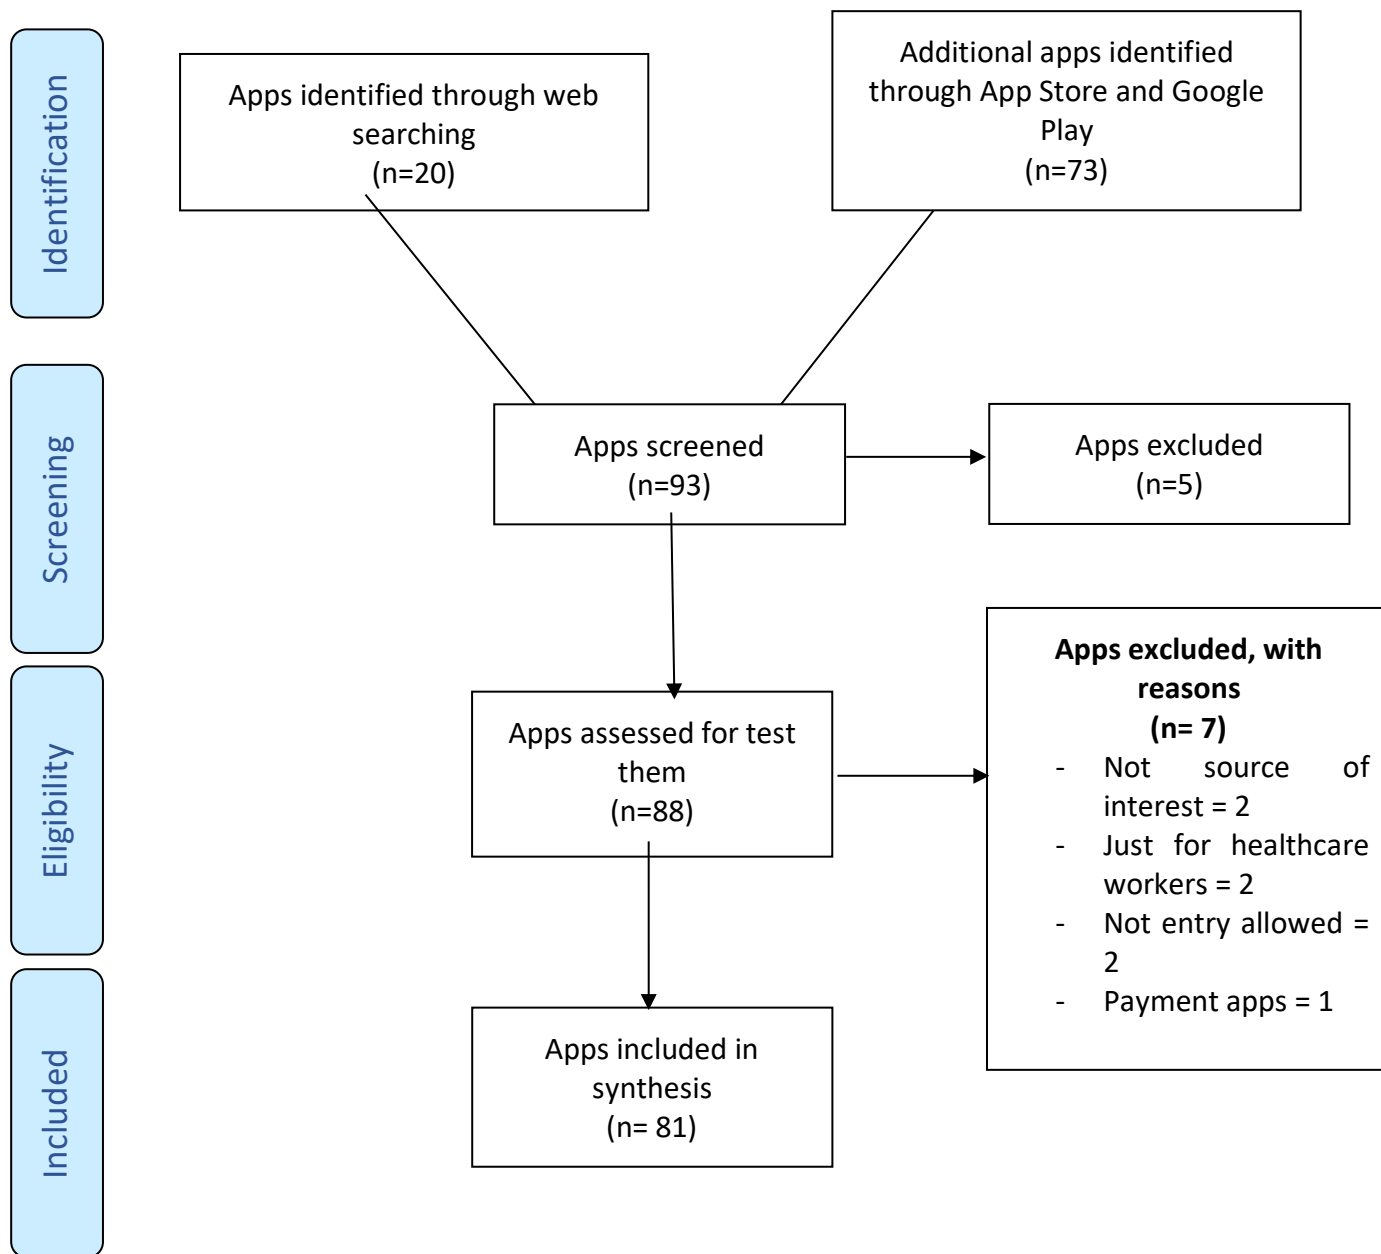 Identification
Apps identified through web
searching
(n=20)
Additional apps identified
through App Store and Google
Play
(n=73)
Screening
Apps screened
(n=93)
Apps excluded
(n=5)
Eligibility
Apps assessed for test
them
(n=88)
Apps excluded, with
reasons
(n= 7)
- Not source of
interest = 2
- Just for healthcare
workers = 2
- Not entry allowed =
2
- Payment apps = 1
Included
Apps included in
synthesis
(n= 81)